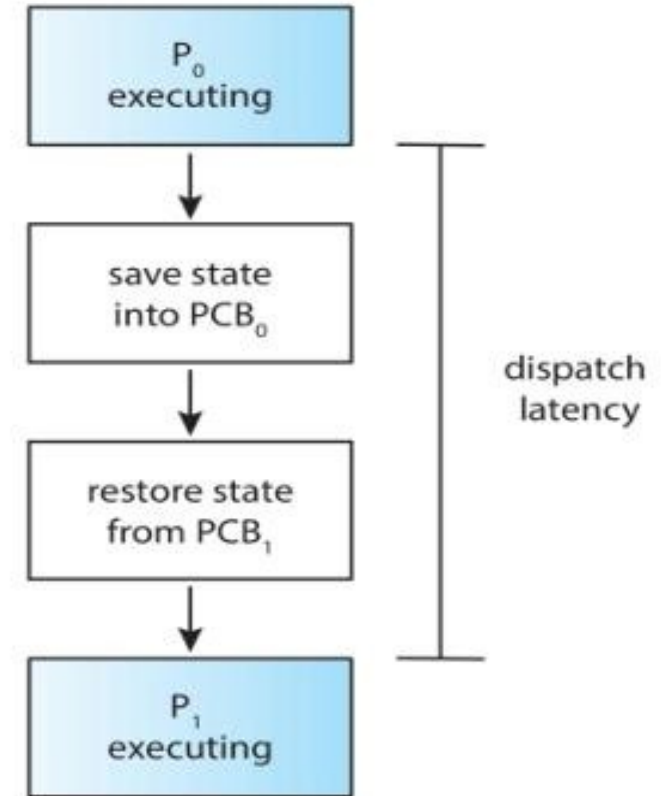 P₀
executing
save state
into PCB₀
dispatch
latency
restore state
from PCB₁
P₁
executing